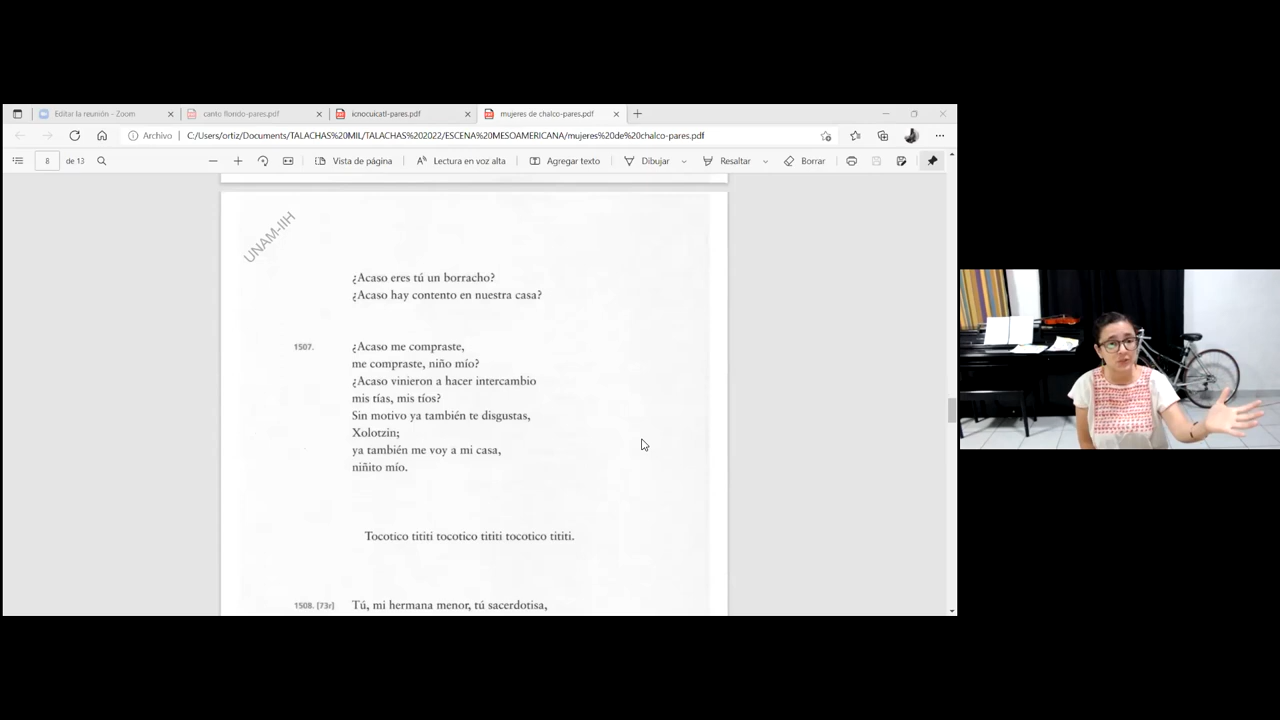 Editar la reunión - Zoom
canto florido-pares.pdf
icnocuicatl-pares.pdf
mujeres de chalco-pares.pdf
Archivo C:/Users/ortiz/Documents/TALACHAS%20MIL/TALACHAS%202022/ESCENA%20MESOAMERICANA/mujeres%20de%20chalco-pares.pdf
8 de 13 Vista de página Lectura en voz alta Agregar texto Dibujar Resaltar Borrar
UNAM-IIH
¿Acaso eres tú un borracho?
¿Acaso hay contento en nuestra casa?
1507. ¿Acaso me compraste,
me compraste, niño mío?
¿Acaso vinieron a hacer intercambio
mis tías, mis tíos?
Sin motivo ya también te disgustas,
Xolotzin;
ya también me voy a mi casa,
niñito mío.
Tocotico tititi tocotico tititi tocotico tititi.
1508. [73r] Tú, mi hermana menor, tú sacerdotisa,